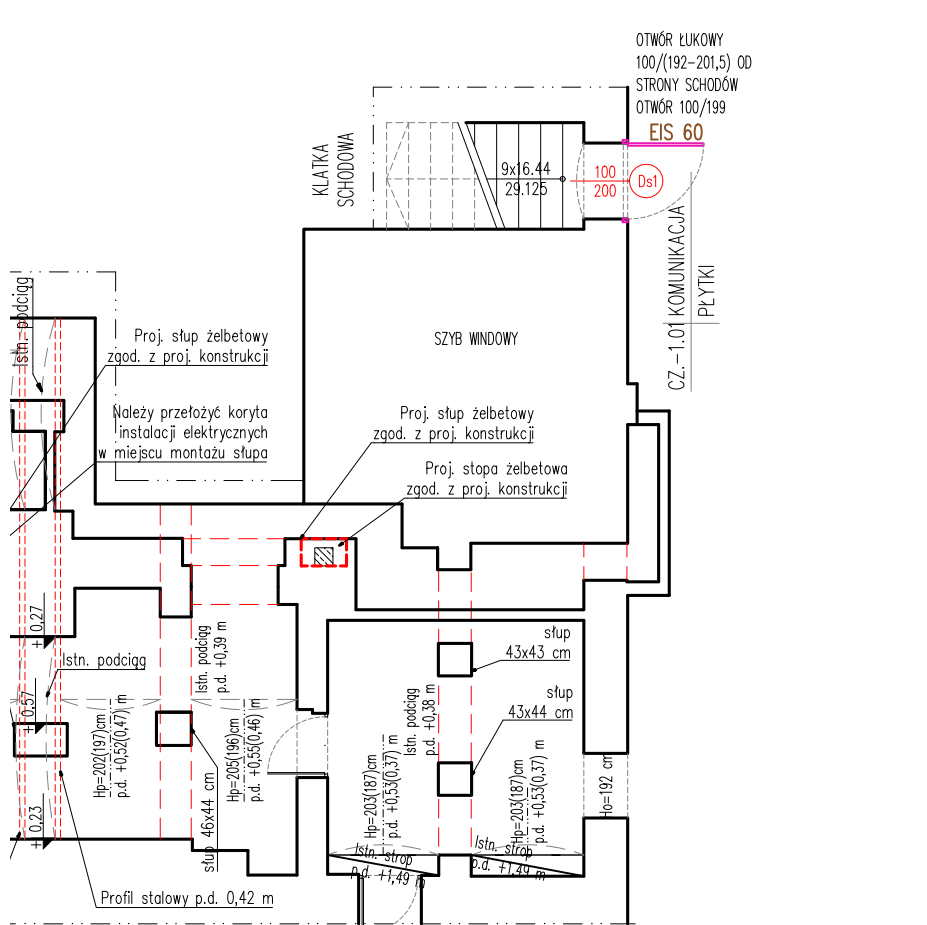 OTWÓR ŁUKOWY
100/(192-201,5) OD
STRONY SCHODÓW
OTWÓR 100/199
EIS 60
KLATKA
SCHODOWA
9x16.44
29.125
100
200
Ds1
CZ.-1.01 KOMUNIKACJA
PŁYTKI
Istn. podciąg
Proj. słup żelbetowy
zgod. z proj. konstrukcji
SZYB WINDOWY
Należy przełożyć koryta
instalacji elektrycznych
w miejscu montażu słupa
Proj. słup żelbetowy
zgod. z proj. konstrukcji
Proj. stopa żelbetowa
zgod. z proj. konstrukcji
+ 0,27
Istn. podciąg
+ 0,57
+ 0,23
Istn. podciąg
p.d. +0,39 m
słup
43x43 cm
słup
43x44 cm
Istn. podciąg
p.d. +0,38 m
Hp=202(197)cm
p.d. +0,52(0,47) m
Hp=205(196)cm
p.d. +0,55(0,46) m
słup 46x44 cm
Hp=203(187)cm
p.d. +0,53(0,37) m
Hp=203(187)cm
p.d. +0,53(0,37) m
Ho=192 cm
Istn. strop
p.d. +1,49 m
Istn. strop
p.d. +1,49 m
Profil stalowy p.d. 0,42 m